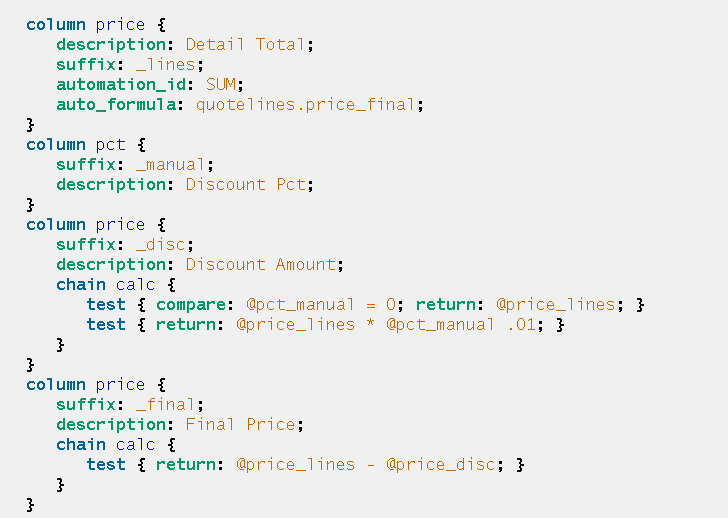 column price {
   description: Detail Total;
   suffix: _lines;
   automation_id: SUM;
   auto_formula: quotelines.price_final;
}
column pct {
   suffix: _manual;
   description: Discount Pct;
}
column price {
   suffix: _disc;
   description: Discount Amount;
   chain calc {
      test { compare: @pct_manual = 0; return: @price_lines; }
      test { return: @price_lines * @pct_manual .01; }
   }
}
column price {
   suffix: _final;
   description: Final Price;
   chain calc {
      test { return: @price_lines - @price_disc; }
   }
}